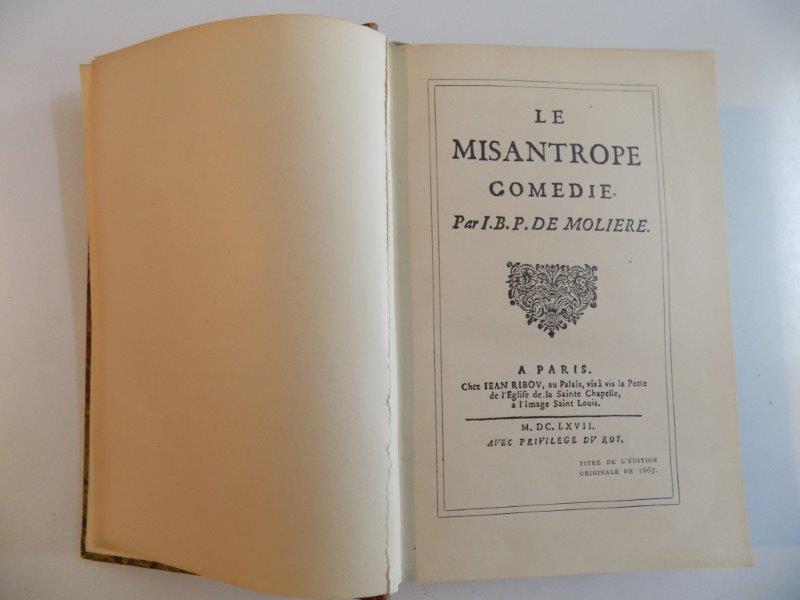 LE
MISANTROPE
COMEDIE.
Par I. B. P. DE MOLIERE.
A PARIS.
Chez IEAN RIBOV, au Palais, vis à vis la Porte
de l'Eglise de la Sainte Chapelle,
a l'Image Saint Louis.
M. DC. LXVII.
AVEC PRIVILEGE DV ROY.
TITRE DE L'ÉDITION
ORIGINALE DE 1667.